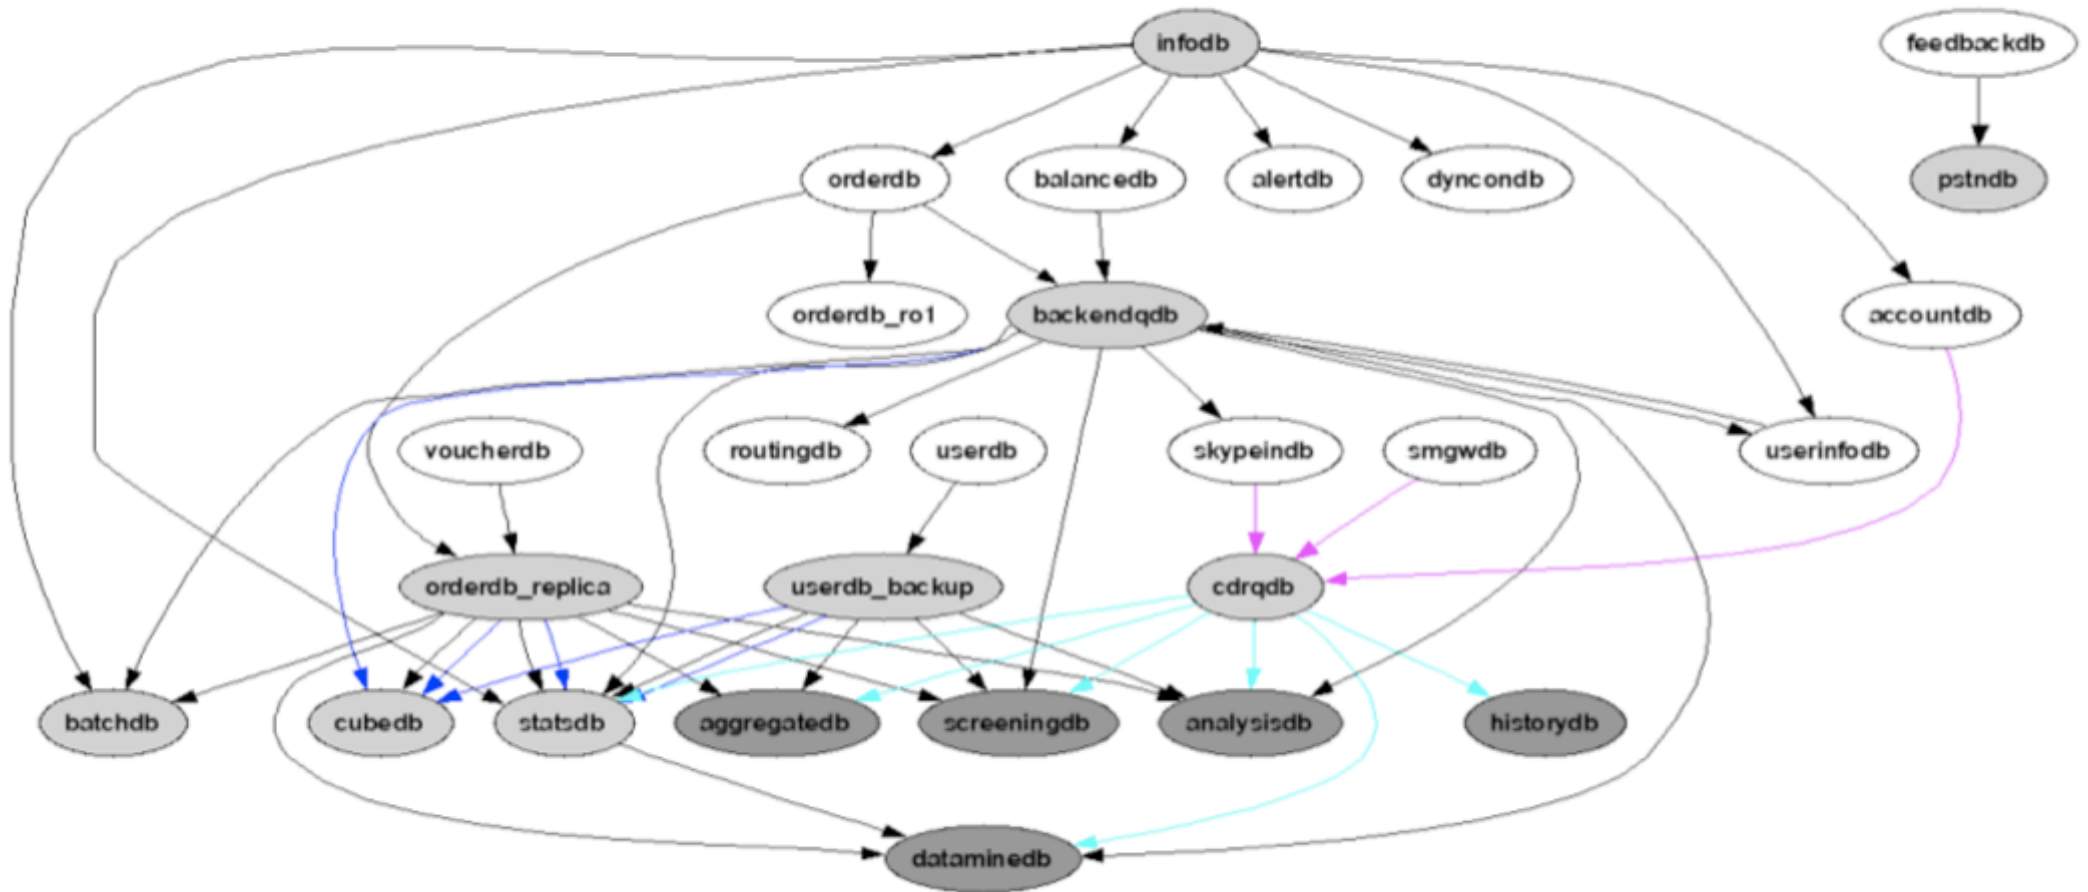 infodb
feedbackdb
orderdb
balancedb
alertdb
dyncondb
pstndb
orderdb_ro1
backendqdb
accountdb
voucherdb
routingdb
userdb
skypeindb
smgwdb
userinfodb
orderdb_replica
userdb_backup
cdrqdb
batchdb
cubedb
statsdb
aggregatedb
screeningdb
analysisdb
historydb
dataminedb